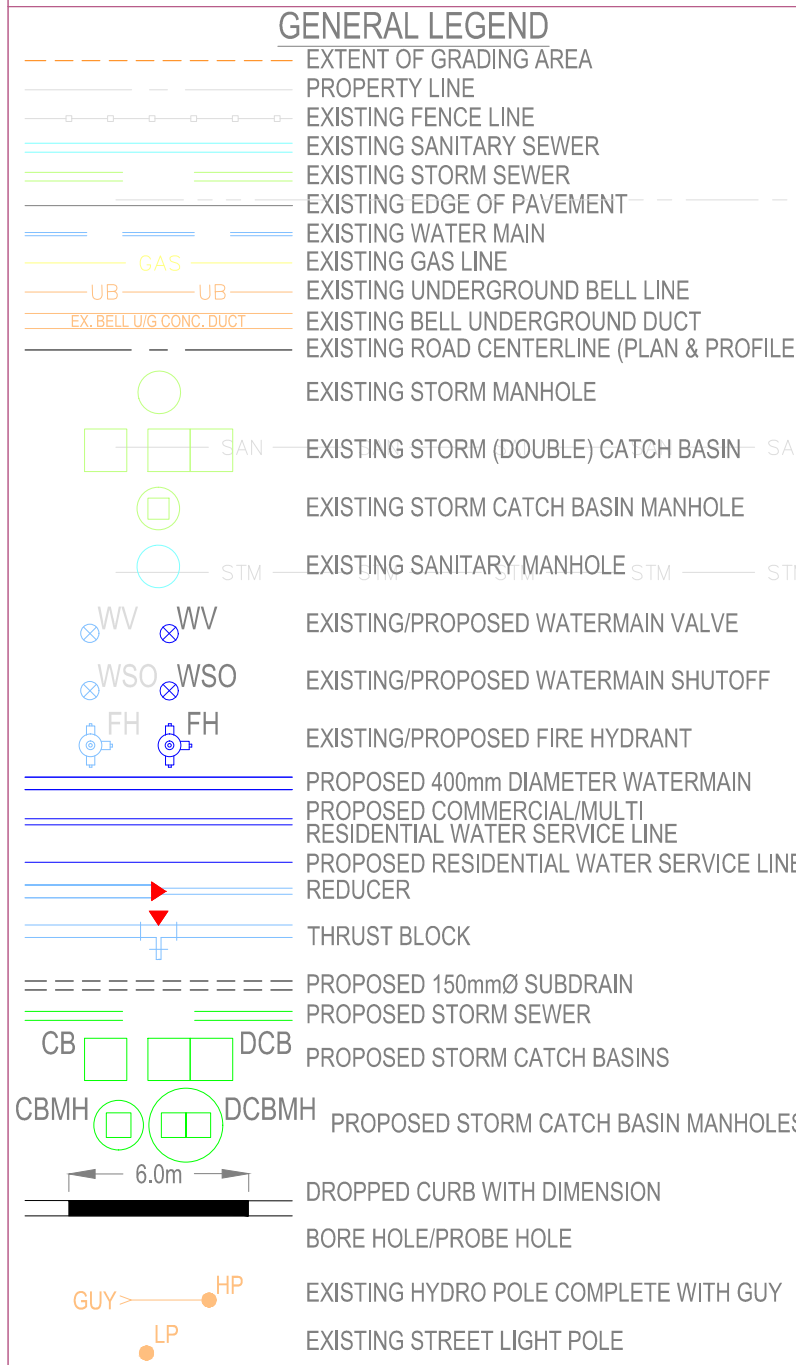 GENERAL LEGEND
EXTENT OF GRADING AREA
PROPERTY LINE
EXISTING FENCE LINE
EXISTING SANITARY SEWER
EXISTING STORM SEWER
EXISTING EDGE OF PAVEMENT
EXISTING WATER MAIN
GAS EXISTING GAS LINE
UB UB EXISTING UNDERGROUND BELL LINE
EX. BELL U/G CONC. DUCT EXISTING BELL UNDERGROUND DUCT
EXISTING ROAD CENTERLINE (PLAN & PROFILE
EXISTING STORM MANHOLE
SAN EXISTING STORM (DOUBLE) CATCH BASIN SAN SAN SAN SA
EXISTING STORM CATCH BASIN MANHOLE
EXISTING SANITARY MANHOLE
STM STM STM STM STM
WV WV EXISTING/PROPOSED WATERMAIN VALVE
WSO WSO EXISTING/PROPOSED WATERMAIN SHUTOFF
FH FH EXISTING/PROPOSED FIRE HYDRANT
PROPOSED 400mm DIAMETER WATERMAIN
PROPOSED COMMERCIAL/MULTI
RESIDENTIAL WATER SERVICE LINE
PROPOSED RESIDENTIAL WATER SERVICE LINE
REDUCER
THRUST BLOCK
PROPOSED 150mmØ SUBDRAIN
PROPOSED STORM SEWER
CB DCB PROPOSED STORM CATCH BASINS
CBMH DCBMH PROPOSED STORM CATCH BASIN MANHOLES
6.0m
DROPPED CURB WITH DIMENSION
BORE HOLE/PROBE HOLE
GUY HP EXISTING HYDRO POLE COMPLETE WITH GUY
LP EXISTING STREET LIGHT POLE